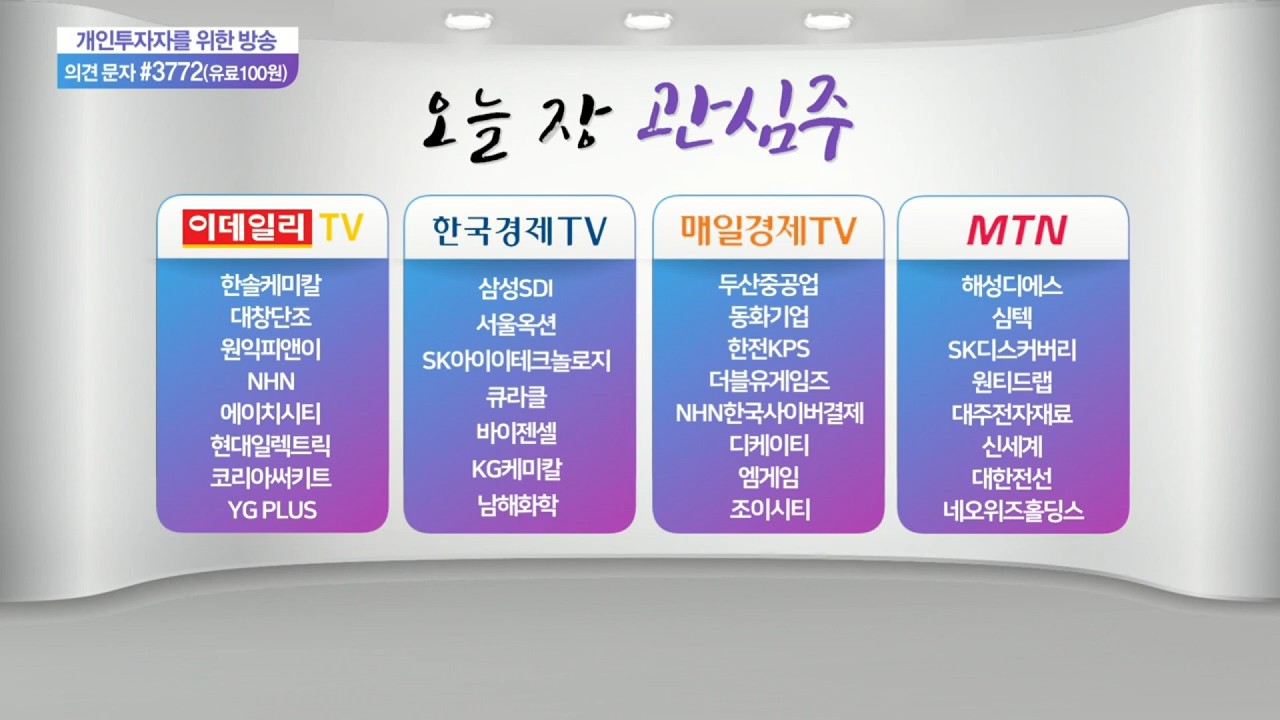 개인투자자를 위한 방송
의견 문자 #3772(유료100원)
오늘 장 관심주
이데일리 TV
한솔케미칼
대창단조
원익피앤이
NHN
에이치시티
현대일렉트릭
코리아써키트
YG PLUS
한국경제TV
삼성SDI
서울옥션
SK아이이테크놀로지
큐라클
바이젠셀
KG케미칼
남해화학
매일경제TV
두산중공업
동화기업
한전KPS
더블유게임즈
NHN한국사이버결제
디케이티
엠게임
조이시티
MTN
해성디에스
심텍
SK디스커버리
원티드랩
대주전자재료
신세계
대한전선
네오위즈홀딩스